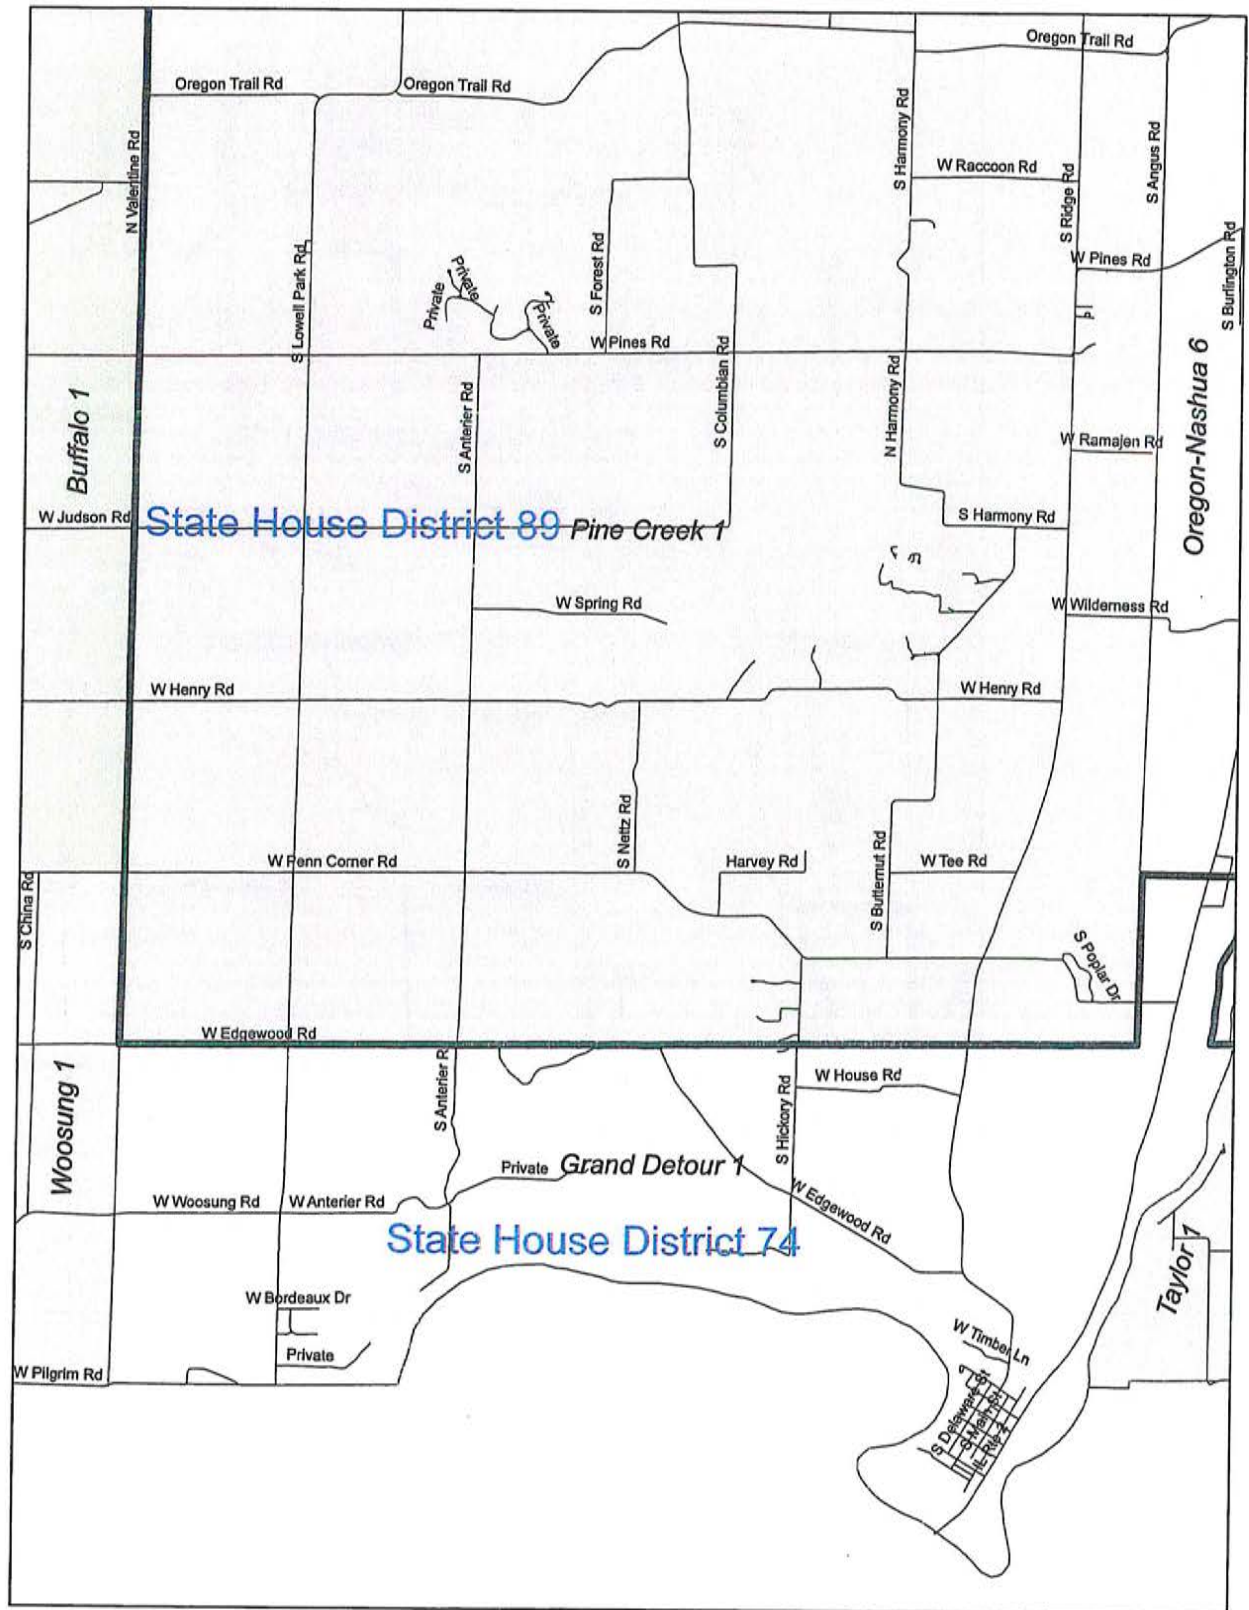 Oregon Trail Rd
Oregon Trail Rd
Oregon Trail Rd
N Valentine Rd
S Harmony Rd
S Angus Rd
W Raccoon Rd
S Ridge Rd
S Lowell Park Rd
Private
Private
Private
S Forest Rd
W Pines Rd
W Pines Rd
S Burlington Rd
S Anterier Rd
S Columbian Rd
N Harmony Rd
Buffalo 1
W Ramajen Rd
Oregon-Nashua 6
W Judson Rd
State House District 89
Pine Creek 1
S Harmony Rd
W Spring Rd
W Wilderness Rd
W Henry Rd
W Henry Rd
S Nettz Rd
W Penn Corner Rd
Harvey Rd
S Butternut Rd
W Tee Rd
S China Rd
S Poplar Dr
W Edgewood Rd
S Anterier R
S Hickory Rd
W House Rd
Woosung 1
Private
Grand Detour 1
W Woosung Rd
W Anterier Rd
W Edgewood Rd
State House District 74
Taylor 1
W Bordeaux Dr
Private
W Pilgrim Rd
W Timber Ln
S Delaware St
S Main St
IL Rte 2